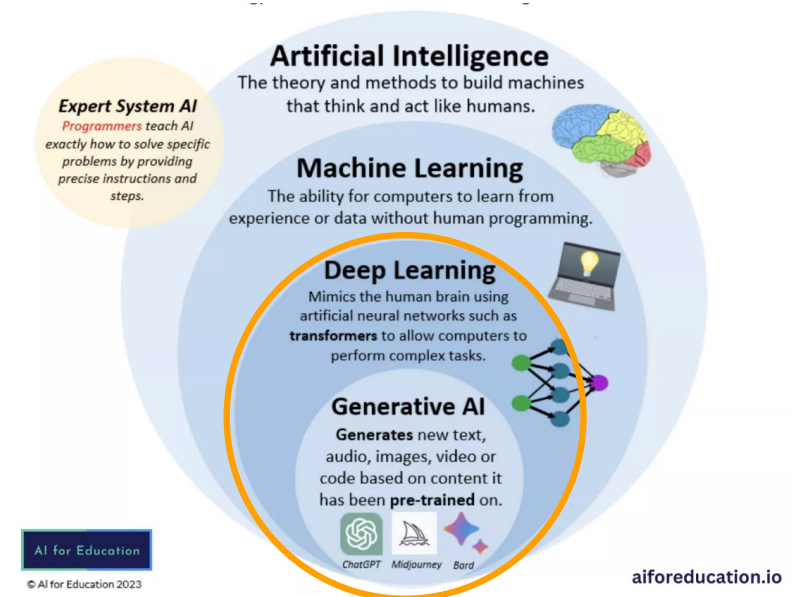 Artificial Intelligence
The theory and methods to build machines
that think and act like humans.
Expert System AI
Programmers teach AI
exactly how to solve specific
problems by providing
precise instructions and
steps.
Machine Learning
The ability for computers to learn from
experience or data without human programming.
Deep Learning
Mimics the human brain using
artificial neural networks such as
transformers to allow computers to
perform complex tasks.
Generative AI
Generates new text,
audio, images, video or
code based on content it
has been pre-trained on.
ChatGPT Midjourney Bard
AI for Education
© AI for Education 2023
aiforeducation.io